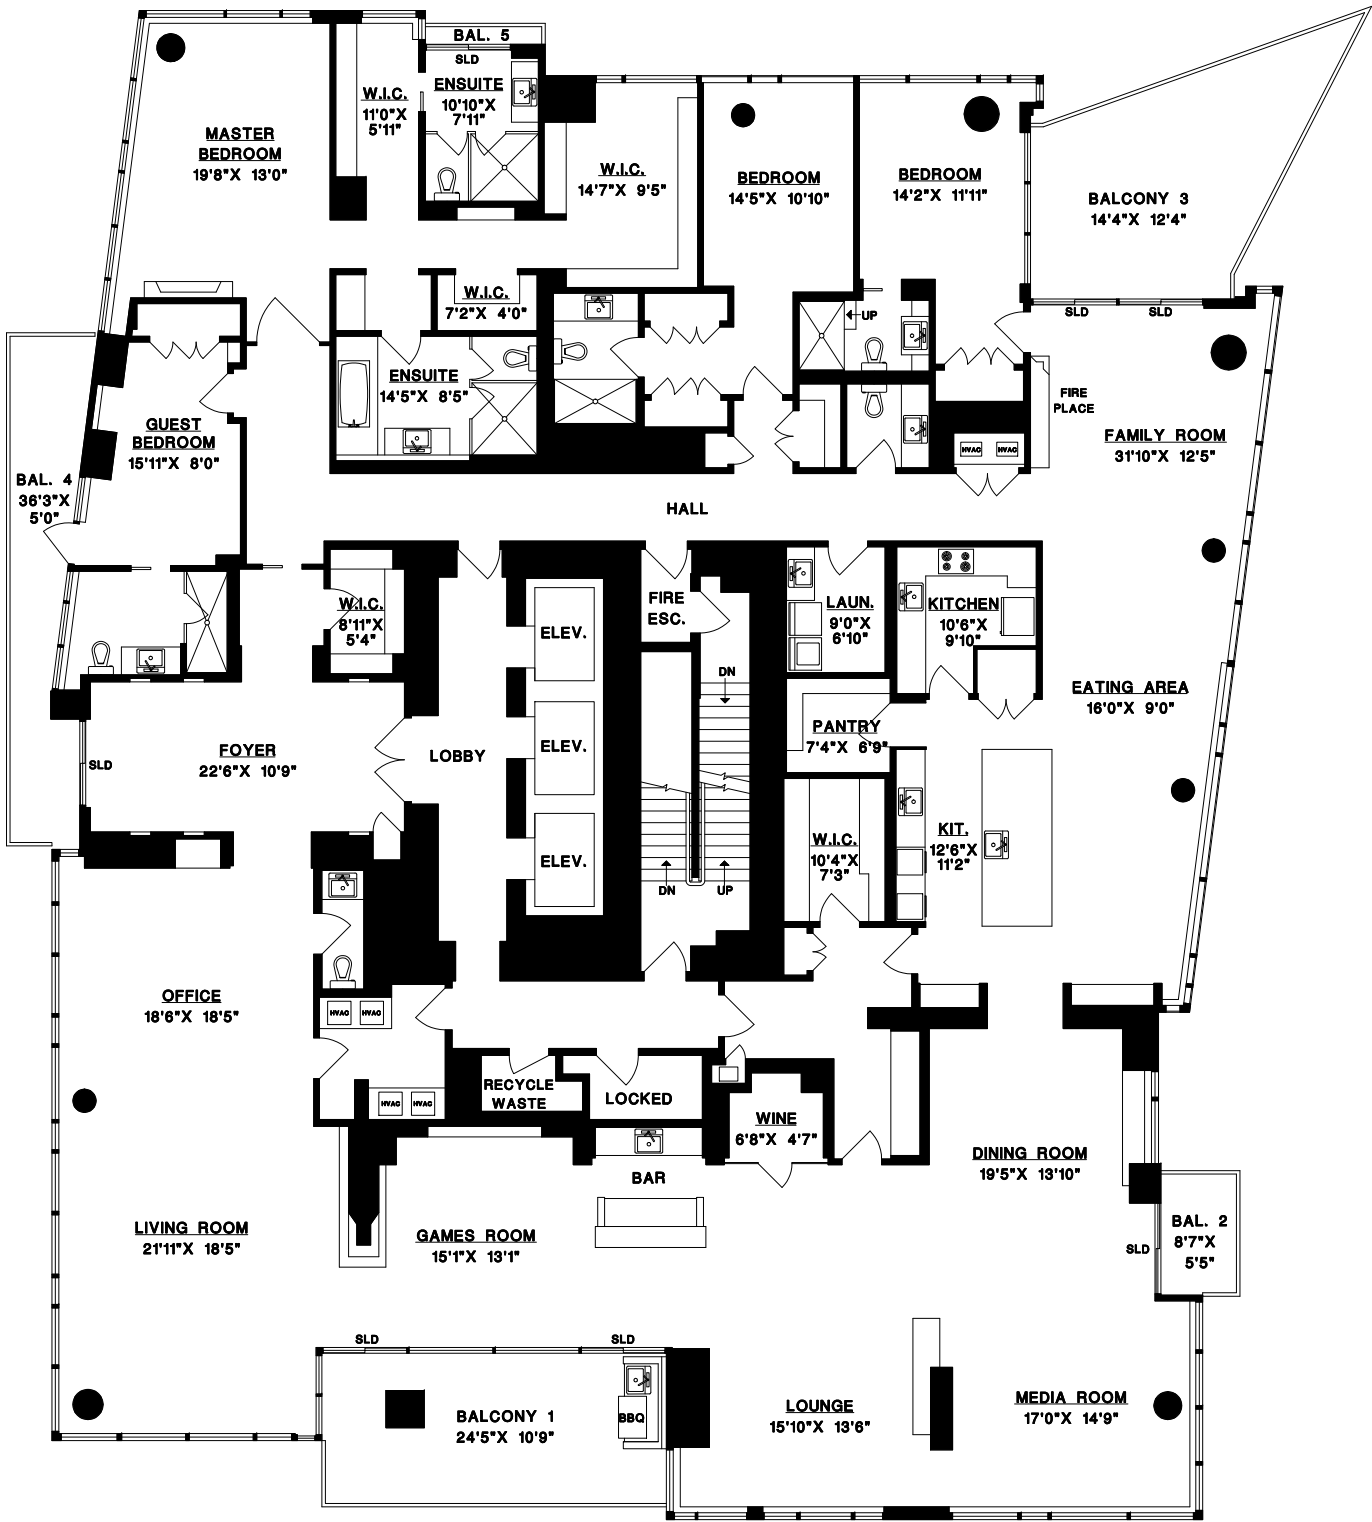 BAL. 5
SLD
ENSUITE
10'10"X
7'11"
W.I.C.
11'0"X
5'11"
MASTER
BEDROOM
19'8"X 13'0"
W.I.C.
14'7"X 9'5"
BEDROOM
14'5"X 10'10"
BEDROOM
14'2"X 11'11"
BALCONY 3
14'4"X 12'4"
W.I.C.
7'2"X 4'0"
UP
SLD
SLD
ENSUITE
14'5"X 8'5"
FIRE
PLACE
GUEST
BEDROOM
15'11"X 8'0"
FAMILY ROOM
31'10"X 12'5"
HVAC
HVAC
BAL. 4
36'3"X
5'0"
HALL
W.I.C.
8'11"X
5'4"
ELEV.
FIRE
ESC.
LAUN.
9'0"X
6'10"
KITCHEN
10'6"X
9'10"
DN
EATING AREA
16'0"X 9'0"
PANTRY
7'4"X 6'9"
FOYER
22'6"X 10'9"
SLD
LOBBY
ELEV.
W.I.C.
10'4"X
7'3"
KIT.
12'6"X
11'2"
ELEV.
DN
UP
OFFICE
18'6"X 18'5"
HVAC
HVAC
RECYCLE
WASTE
LOCKED
HVAC
HVAC
WINE
6'8"X 4'7"
DINING ROOM
19'5"X 13'10"
BAR
LIVING ROOM
21'11"X 18'5"
GAMES ROOM
15'1"X 13'1"
BAL. 2
8'7"X
5'5"
SLD
SLD
SLD
BBQ
BALCONY 1
24'5"X 10'9"
LOUNGE
15'10"X 13'6"
MEDIA ROOM
17'0"X 14'9"